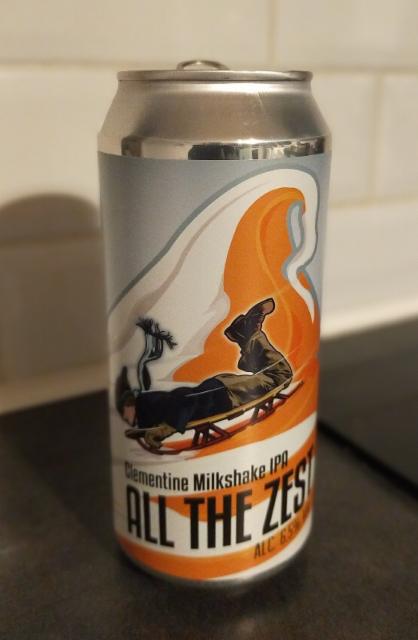 Clementine Milkshake IPA
ALL THE ZEST
ALC 6.5%